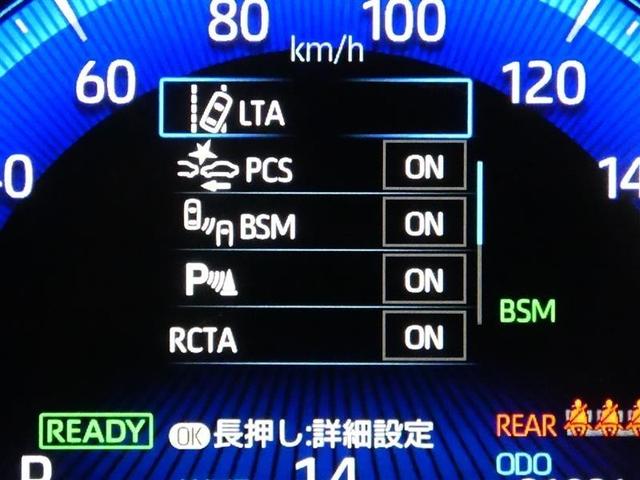 80 100
km/h
60 120
LTA
PCS ON
BSM ON
P ON
BSM
RCTA ON
READY OK 長押し:詳細設定 REAR
14
ODO